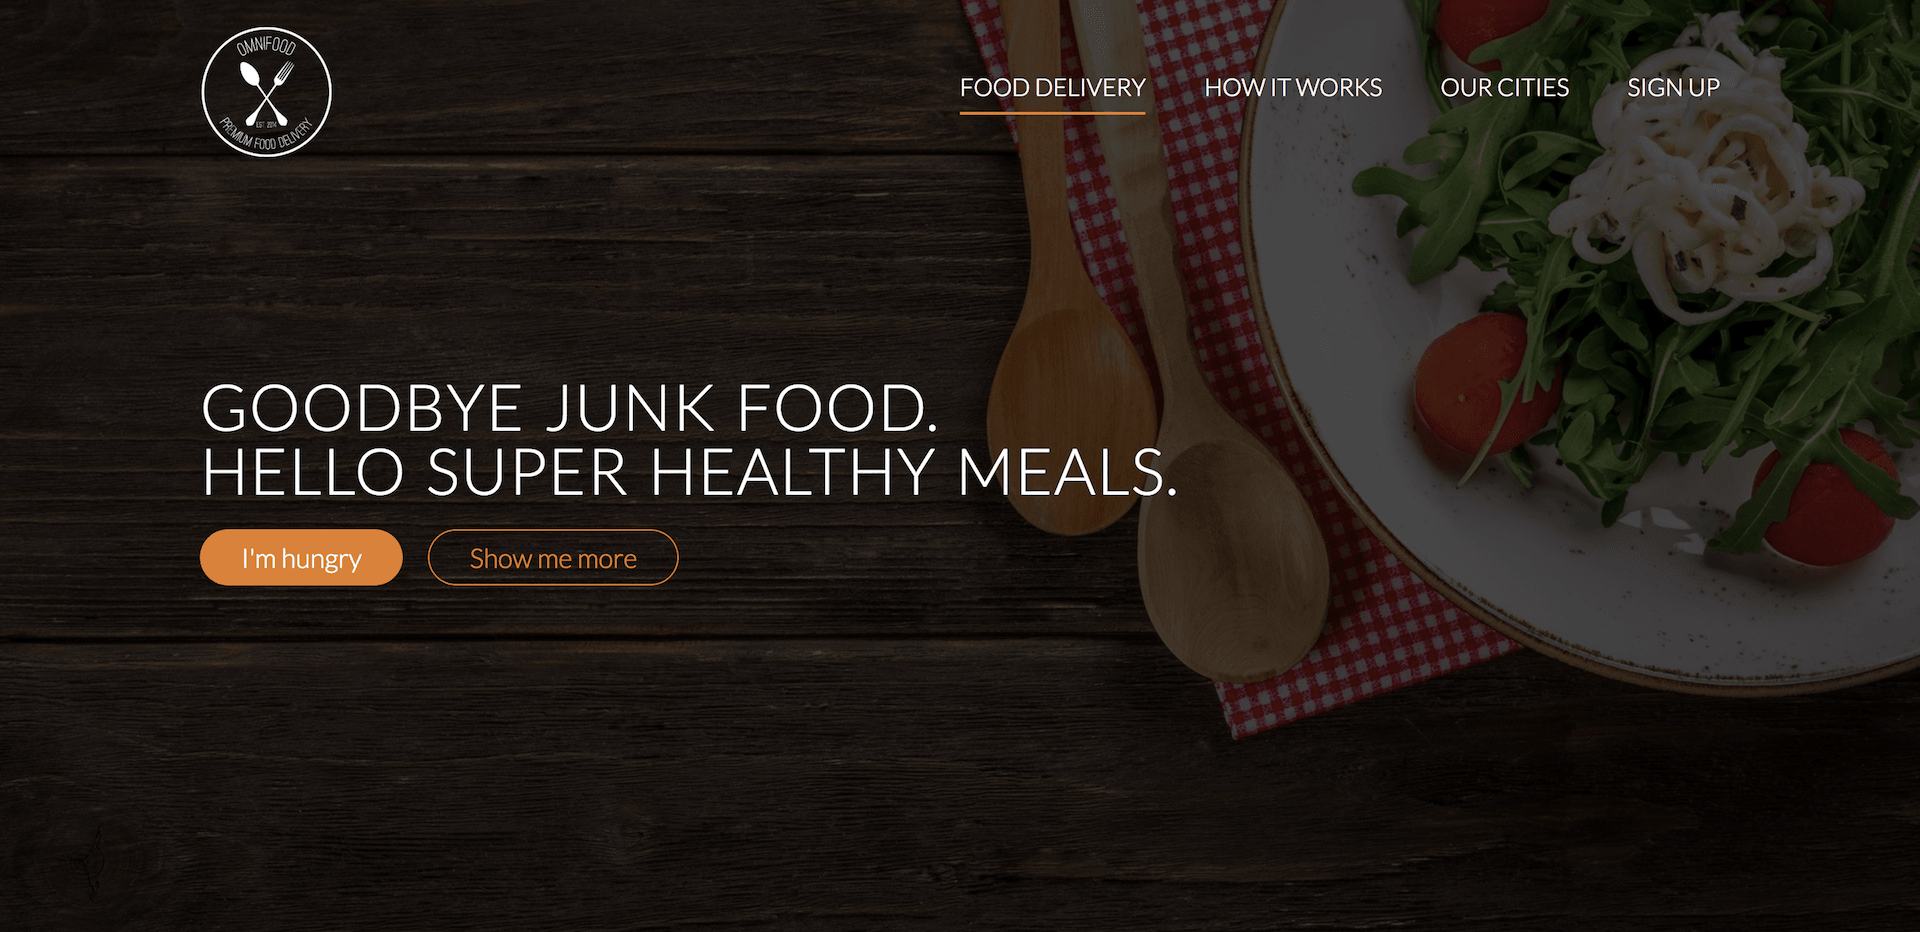 OMNIFOOD
EST. 2014
PREMIUM FOOD DELIVERY
FOOD DELIVERY
HOW IT WORKS
OUR CITIES
SIGN UP
GOODBYE JUNK FOOD.
HELLO SUPER HEALTHY MEALS.
I'm hungry
Show me more